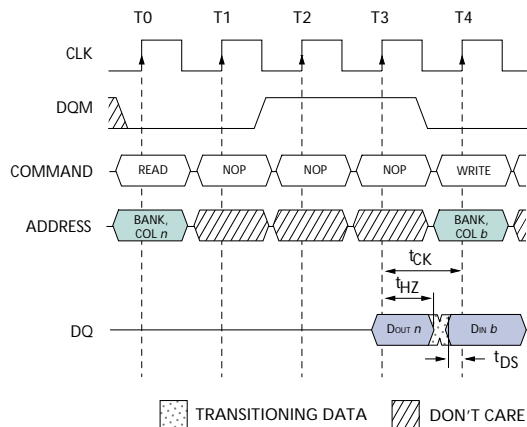 T0 T1 T2 T3 T4
CLK
DQM
COMMAND READ NOP NOP NOP WRITE
ADDRESS BANK, COL n BANK, COL b
tCK
tHZ
DQ DOUT n DIN b
tDS
TRANSITIONING DATA DON'T CARE